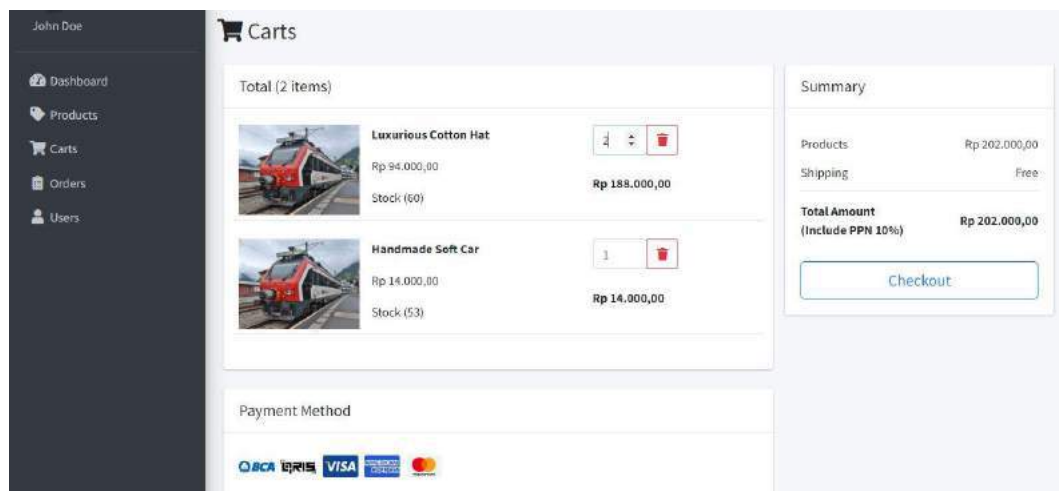 John Doe
Dashboard
Products
Carts
Orders
Users
Carts
Total (2 items)
Luxurious Cotton Hat
Rp 94.000,00
Stock (60)
2
Rp 188.000,00
Handmade Soft Car
Rp 14.000,00
Stock (53)
1
Rp 14.000,00
Payment Method
BCA QRIS VISA AMERICAN EXPRESS mastercard
Summary
Products Rp 202.000,00
Shipping Free
Total Amount
(Include PPN 10%) Rp 202.000,00
Checkout